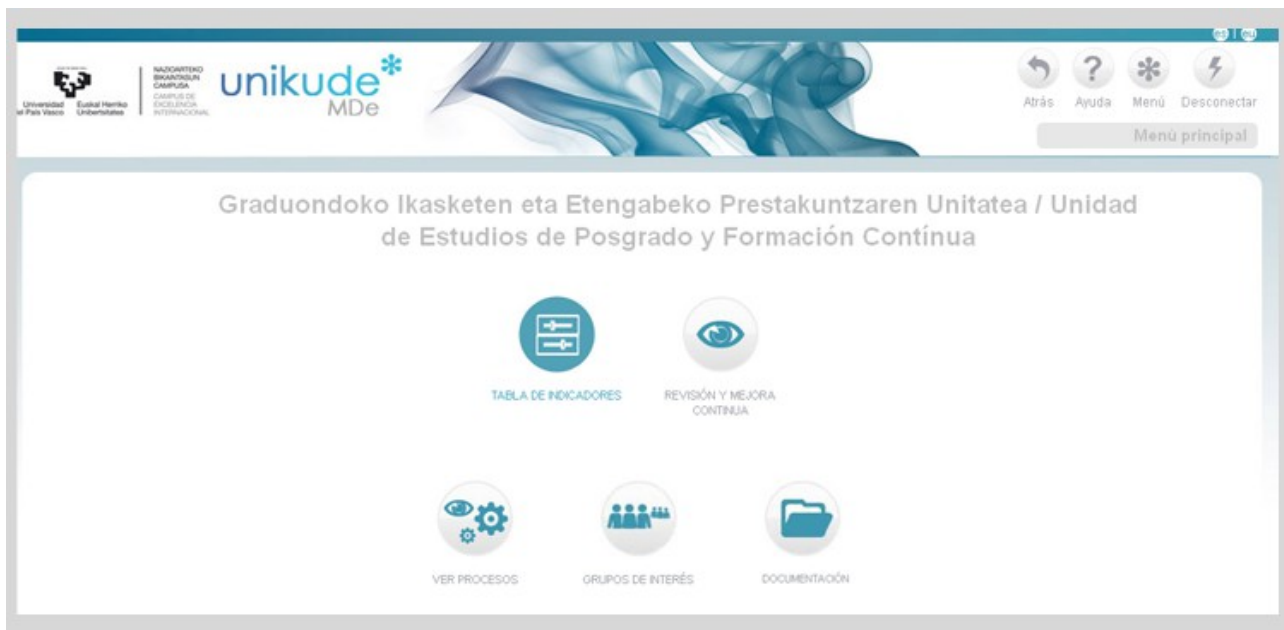 es | eu
Universidad
del País Vasco
Euskal Herriko
Unibertsitatea
NAZIOARTEKO
BIKAINTASUN
CAMPUSA
CAMPUS DE
EXCELENCIA
INTERNACIONAL
unikude
MDe
Atrás Ayuda Menú Desconectar
Menú principal
Graduondoko Ikasketen eta Etengabeko Prestakuntzaren Unitatea / Unidad
de Estudios de Posgrado y Formación Contínua
TABLA DE INDICADORES
REVISIÓN Y MEJORA
CONTINUA
VER PROCESOS
GRUPOS DE INTERÉS
DOCUMENTACIÓN